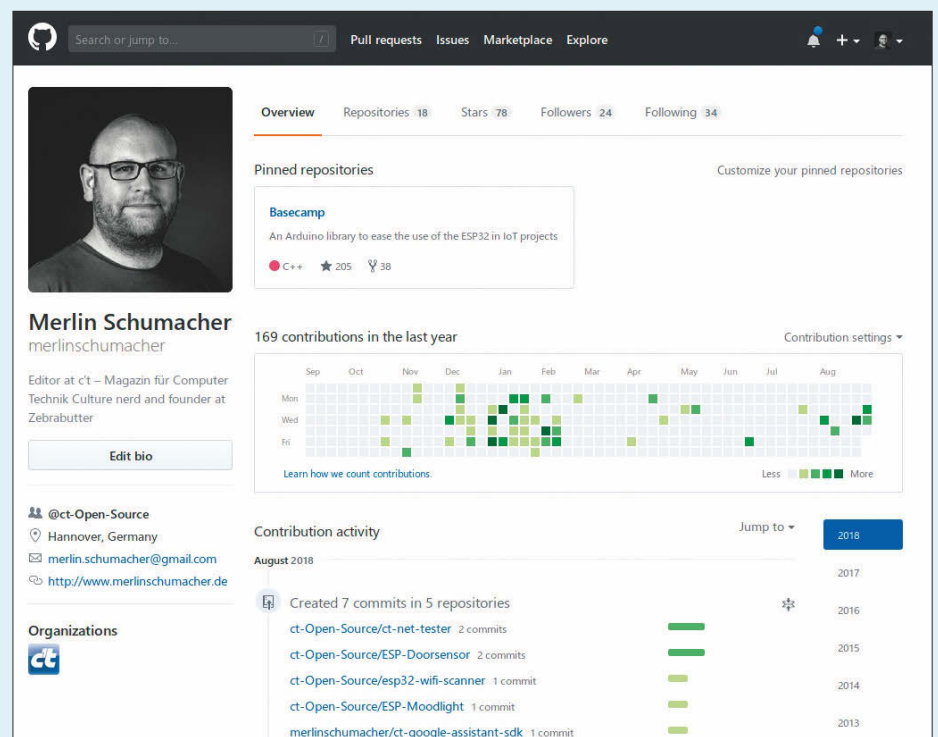 Search or jump to... /
Pull requests Issues Marketplace Explore
Overview Repositories 18 Stars 78 Followers 24 Following 34
Pinned repositories Customize your pinned repositories
Basecamp
An Arduino library to ease the use of the ESP32 in IoT projects
C++ 205 38
Merlin Schumacher
merlinschumacher
Editor at c't – Magazin für Computer
Technik Culture nerd and founder at
Zebrabutter
Edit bio
@ct-Open-Source
Hannover, Germany
merlin.schumacher@gmail.com
http://www.merlinschumacher.de
Organizations
c't
169 contributions in the last year Contribution settings
Sep Oct Nov Dec Jan Feb Mar Apr May Jun Jul Aug
Mon
Wed
Fri
Learn how we count contributions. Less More
Contribution activity Jump to
August 2018
Created 7 commits in 5 repositories
ct-Open-Source/ct-net-tester 2 commits
ct-Open-Source/ESP-Doorsensor 2 commits
ct-Open-Source/esp32-wifi-scanner 1 commit
ct-Open-Source/ESP-Moodlight 1 commit
merlinschumacher/ct-google-assistant-sdk 1 commit
2018
2017
2016
2015
2014
2013